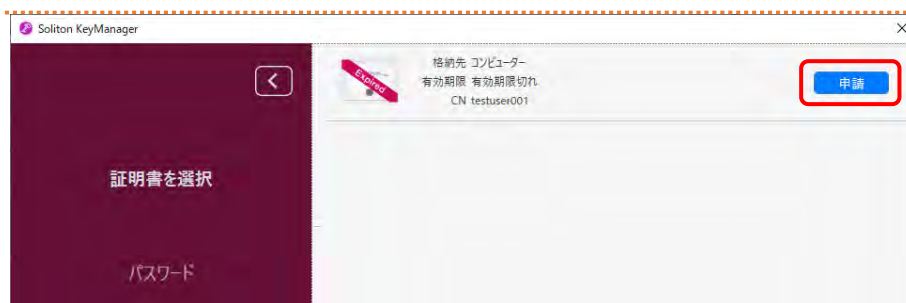 Soliton KeyManager
格納先 コンピューター
Expired
有効期限 有効期限切れ
申請
CN testuser001
証明書を選択
パスワード